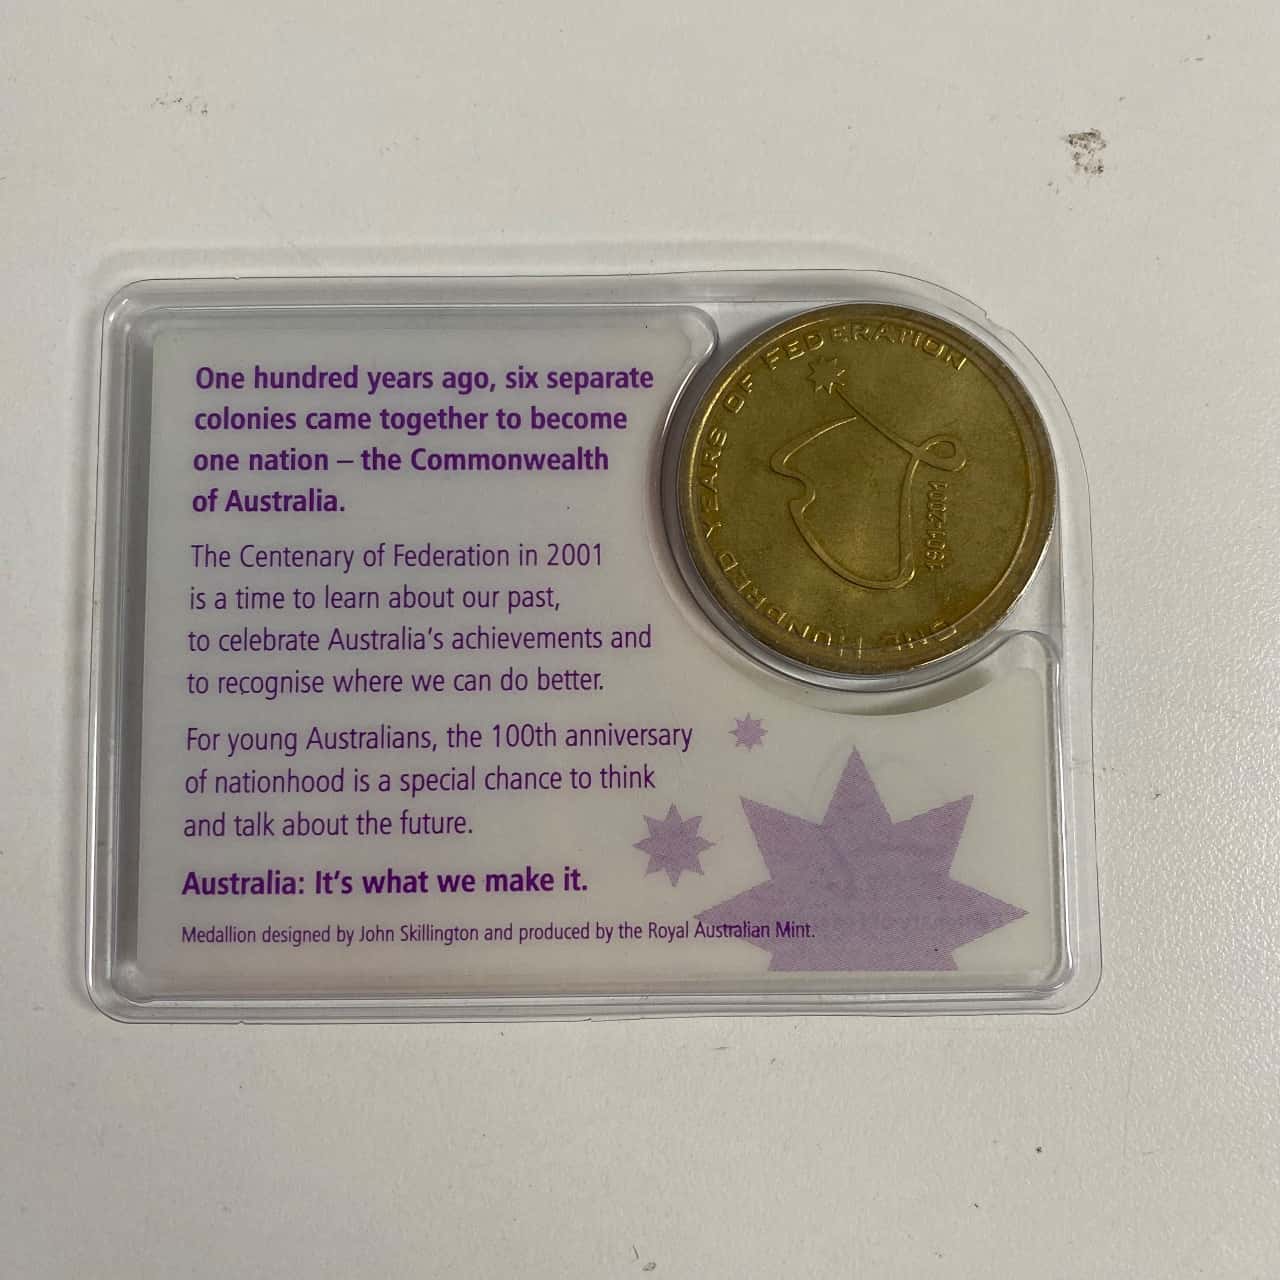 One hundred years ago, six separate
colonies came together to become
one nation – the Commonwealth
of Australia.
The Centenary of Federation in 2001
is a time to learn about our past,
to celebrate Australia's achievements and
to recognise where we can do better.
For young Australians, the 100th anniversary
of nationhood is a special chance to think
and talk about the future.
Australia: It's what we make it.
Medallion designed by John Skillington and produced by the Royal Australian Mint.
ONE HUNDRED YEARS OF FEDERATION
1901-2001